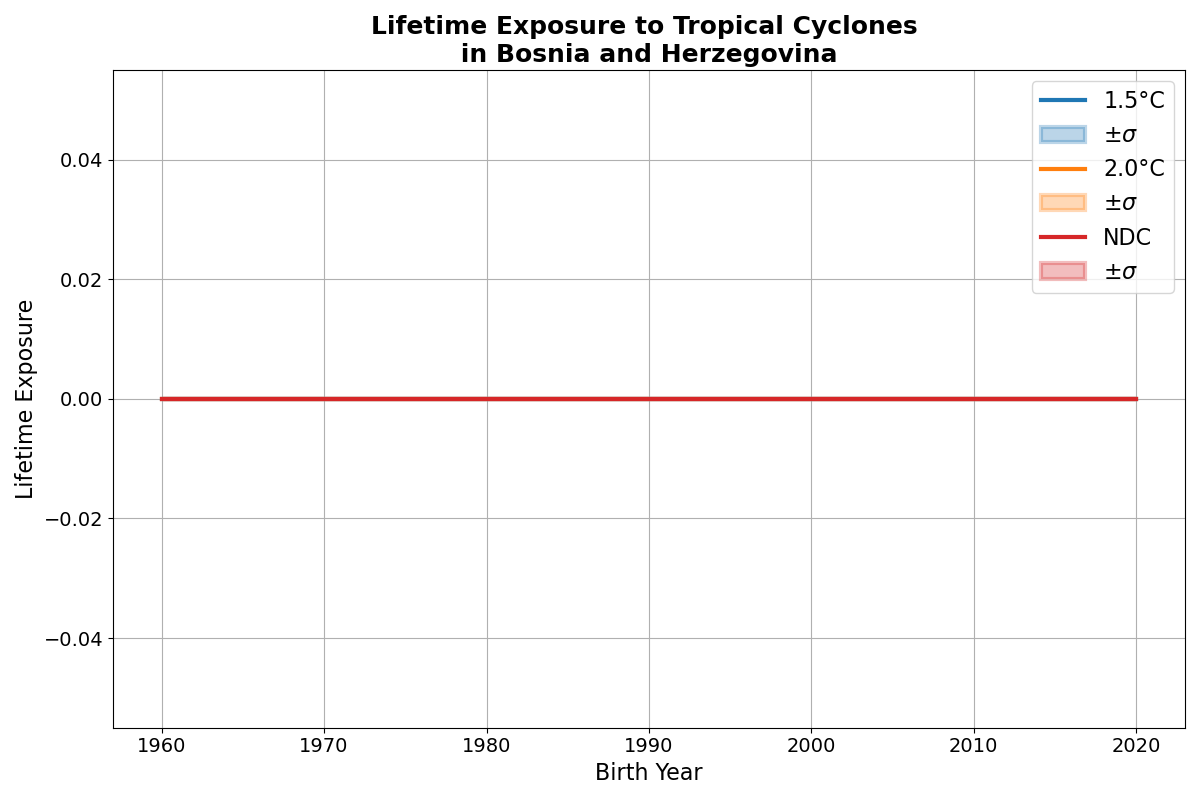 Lifetime Exposure to Tropical Cyclones
in Bosnia and Herzegovina
1.5°C
±σ
2.0°C
±σ
NDC
±σ
Lifetime Exposure
0.04
0.02
0.00
−0.02
−0.04
1960 1970 1980 1990 2000 2010 2020
Birth Year